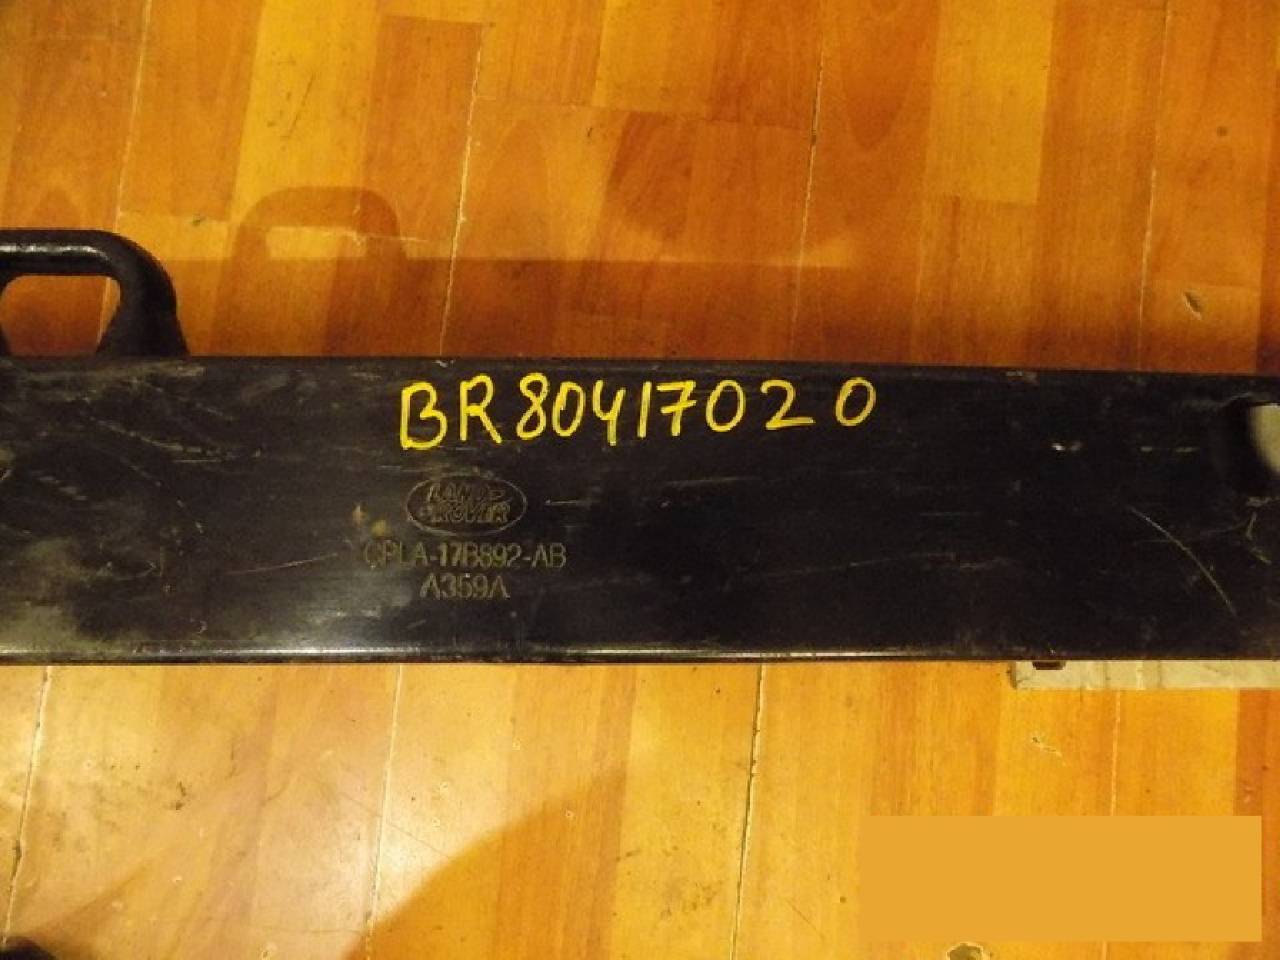 BR80417020
LAND
ROVER
CPLA-17B892-AB
A359A